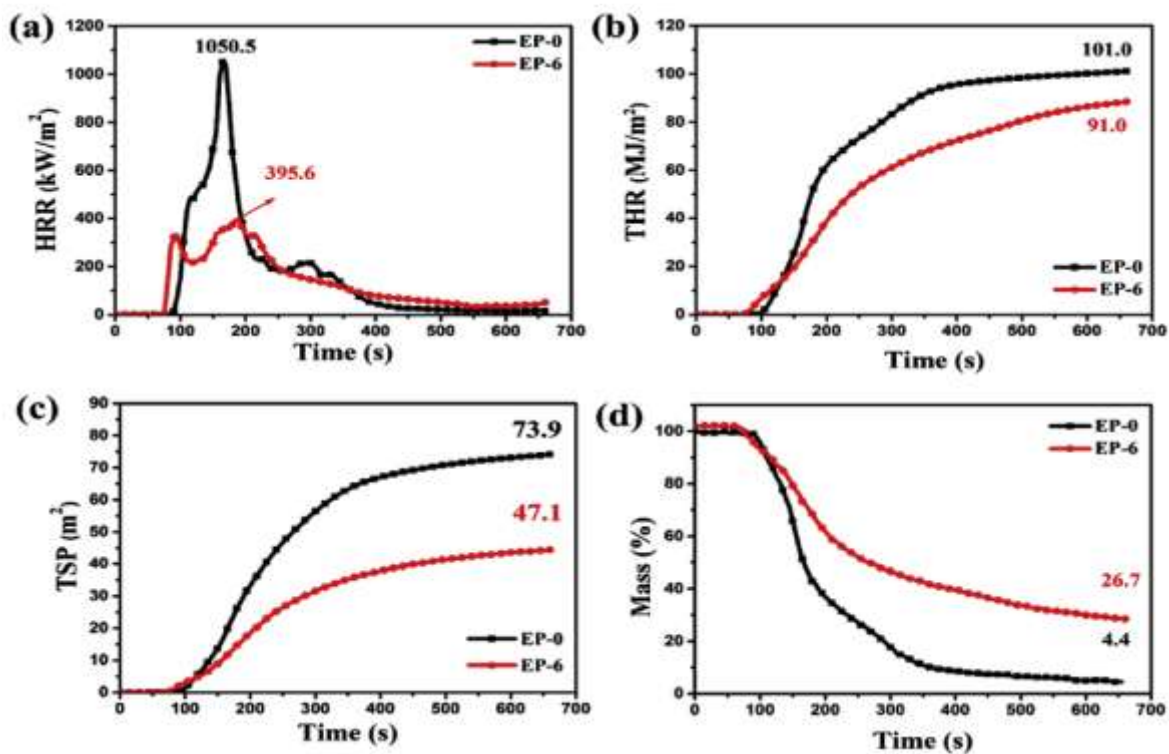 (a)
1200
1000
800
600
400
200
0
HRR (kW/m²)
1050.5
395.6
EP-0
EP-6
0 100 200 300 400 500 600 700
Time (s)
(b)
120
100
80
60
40
20
0
THR (MJ/m²)
101.0
91.0
EP-0
EP-6
0 100 200 300 400 500 600 700
Time (s)
(c)
90
80
70
60
50
40
30
20
10
0
TSP (m²)
73.9
47.1
EP-0
EP-6
0 100 200 300 400 500 600 700
Time (s)
(d)
100
80
60
40
20
0
Mass (%)
EP-0
EP-6
26.7
4.4
0 100 200 300 400 500 600 700
Time (s)